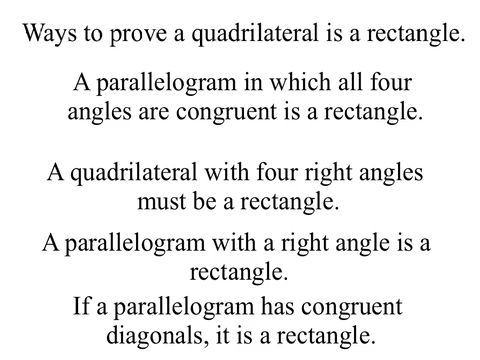 Ways to prove a quadrilateral is a rectangle.
A parallelogram in which all four
angles are congruent is a rectangle.
A quadrilateral with four right angles
must be a rectangle.
A parallelogram with a right angle is a
rectangle.
If a parallelogram has congruent
diagonals, it is a rectangle.